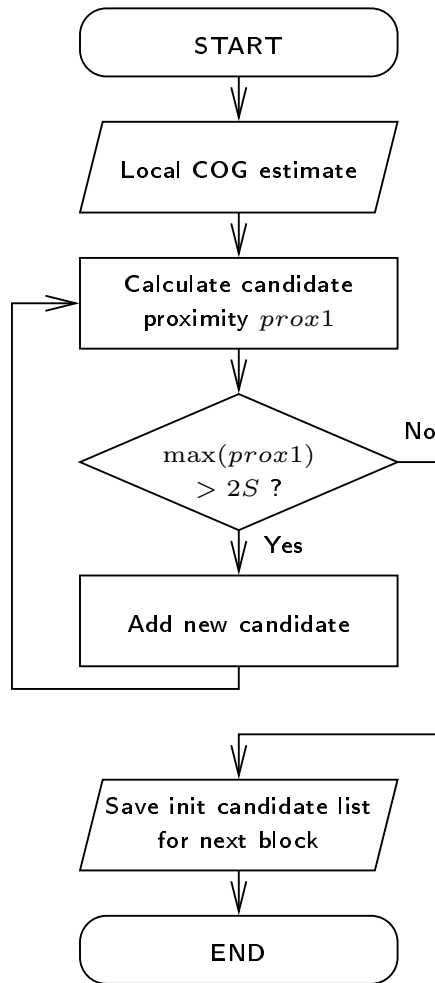 START
Local COG estimate
Calculate candidate
proximity prox1
No
max(prox1)
> 2S ?
Yes
Add new candidate
Save init candidate list
for next block
END